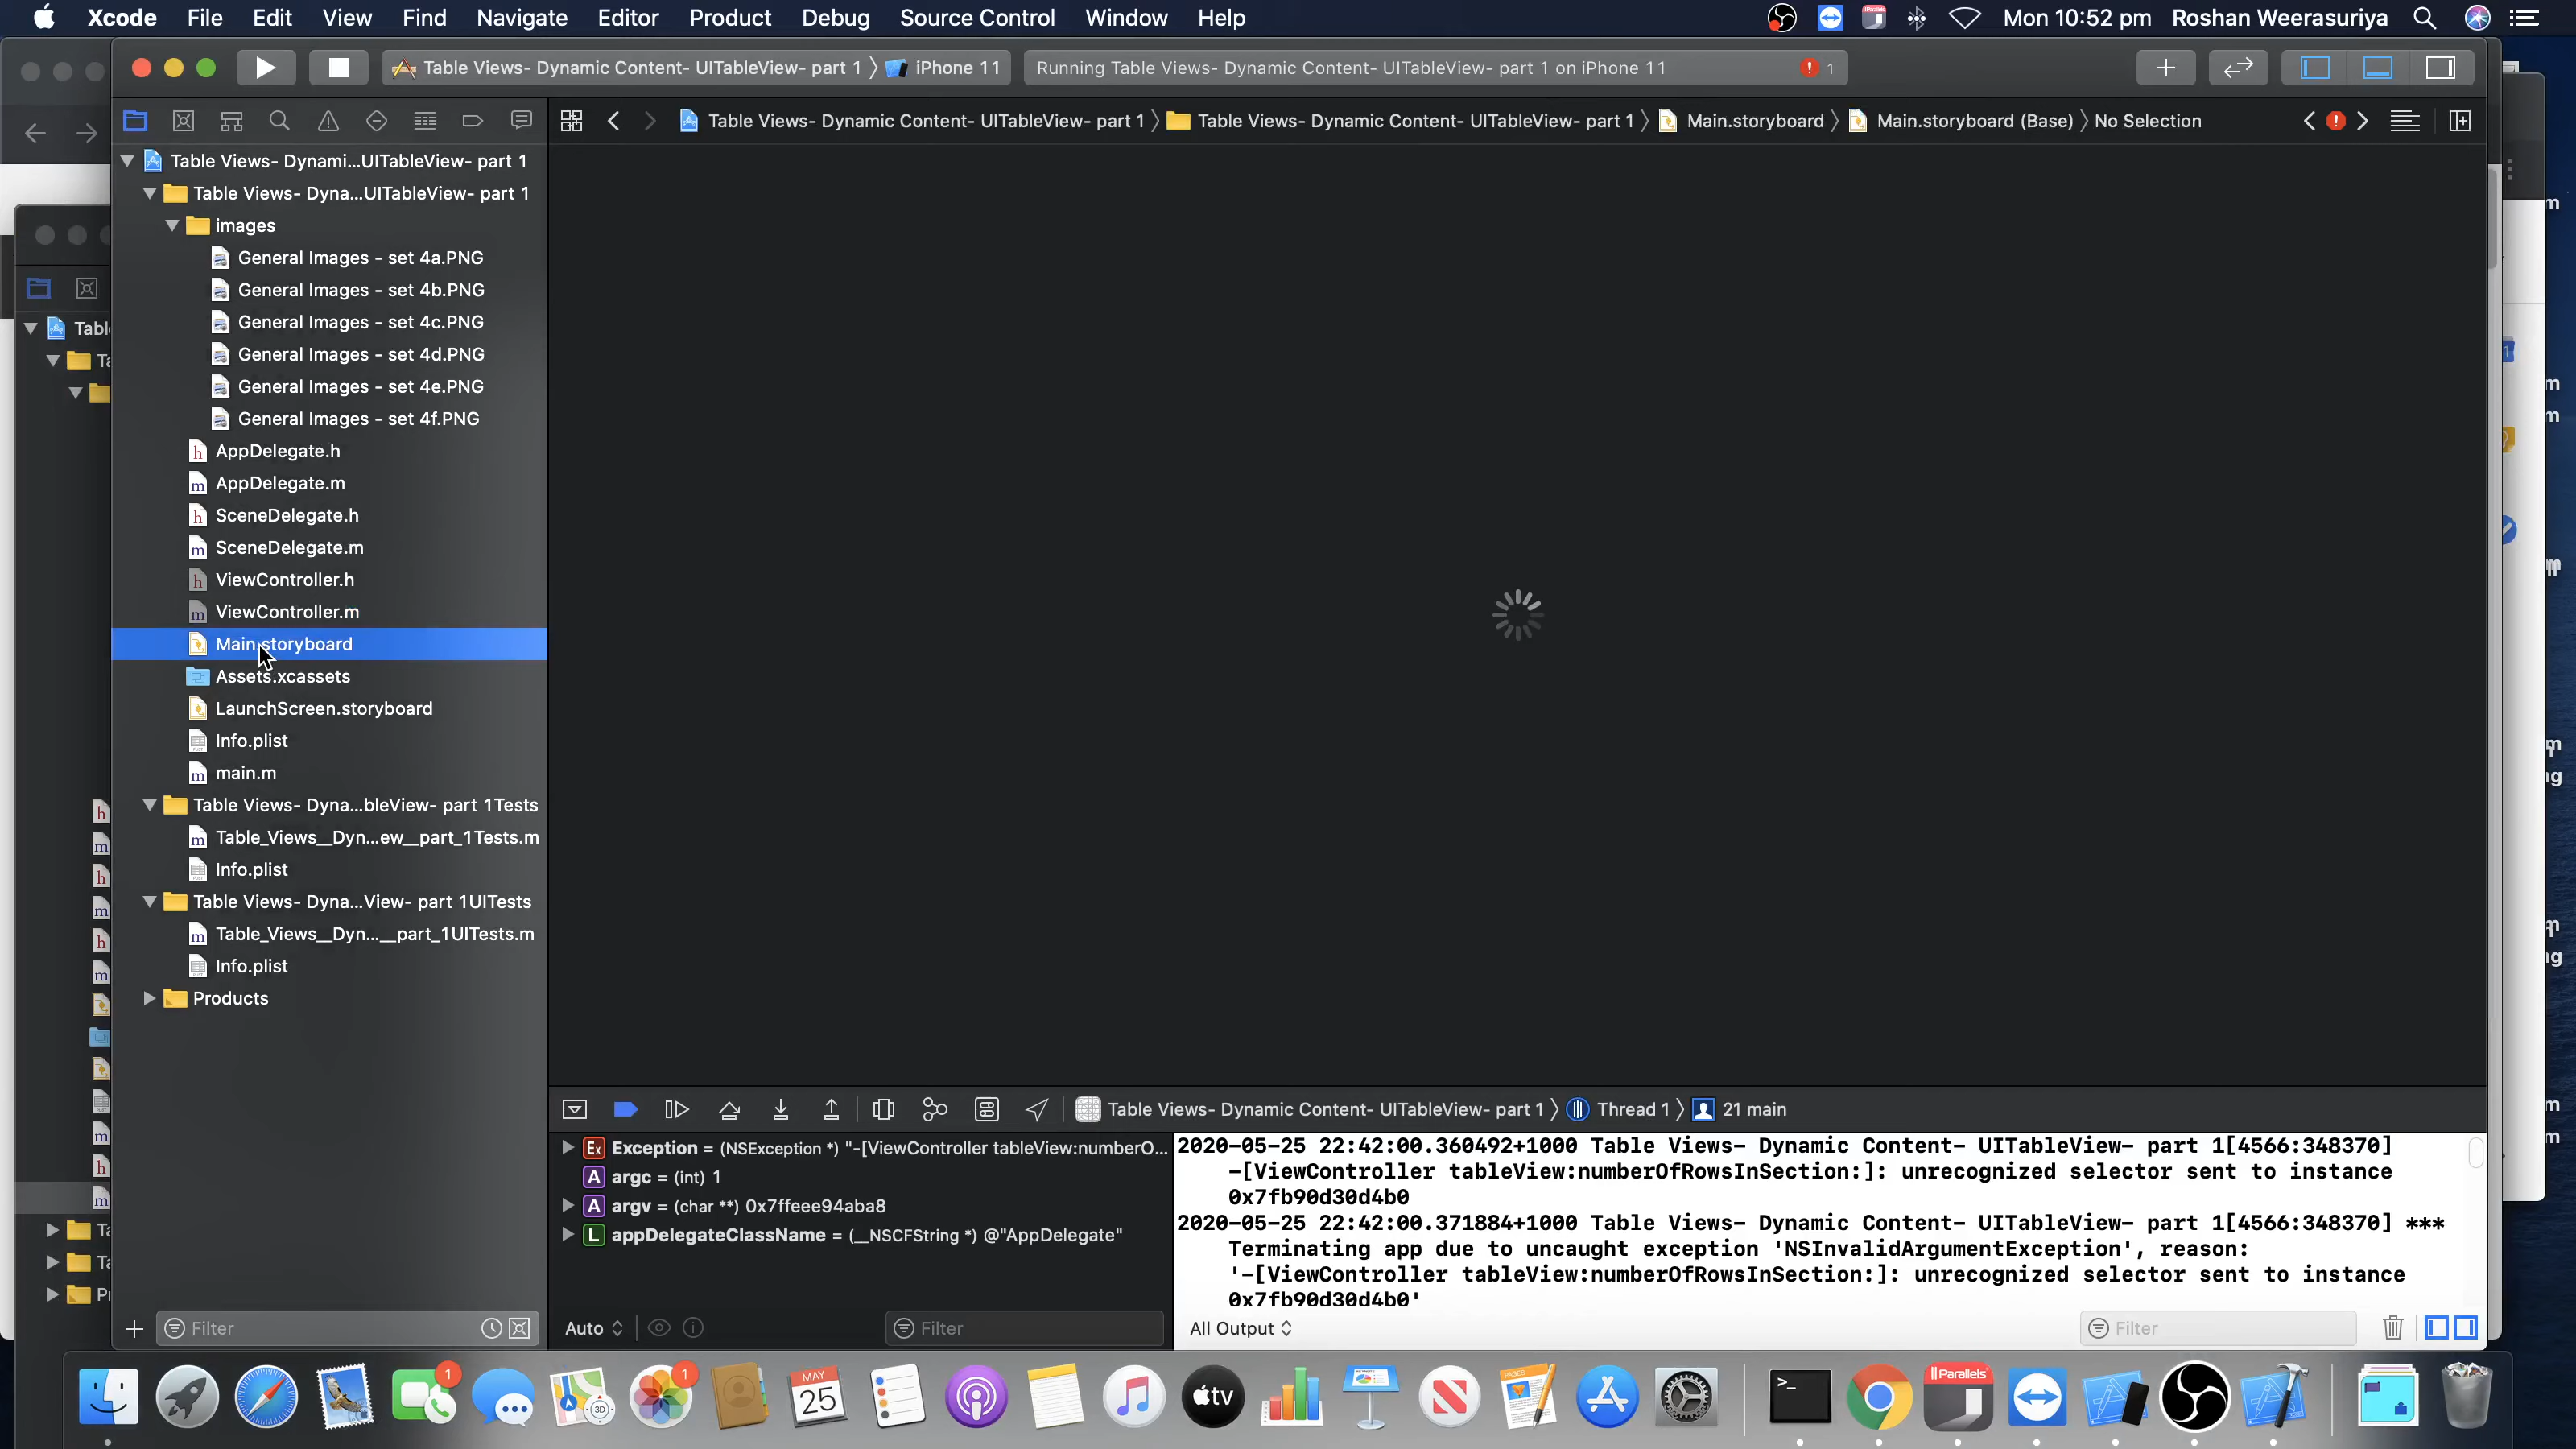 Xcode File Edit View Find Navigate Editor Product Debug Source Control Window Help Mon 10:52 pm Roshan Weerasuriya
Table Views- Dynamic Content- UITableView- part 1 iPhone 11
Running Table Views- Dynamic Content- UITableView- part 1 on iPhone 11 1
Table Views- Dynamic Content- UITableView- part 1 Table Views- Dynamic Content- UITableView- part 1 Main.storyboard Main.storyboard (Base) No Selection
Table Views- Dynami...UITableView- part 1
Table Views- Dyna...UITableView- part 1
images
General Images - set 4a.PNG
General Images - set 4b.PNG
General Images - set 4c.PNG
General Images - set 4d.PNG
General Images - set 4e.PNG
General Images - set 4f.PNG
h AppDelegate.h
m AppDelegate.m
h SceneDelegate.h
m SceneDelegate.m
h ViewController.h
m ViewController.m
Main.storyboard
Assets.xcassets
LaunchScreen.storyboard
Info.plist
m main.m
Table Views- Dyna...bleView- part 1Tests
m Table_Views__Dyn...ew__part_1Tests.m
Info.plist
Table Views- Dyna...View- part 1UITests
m Table_Views__Dyn...__part_1UITests.m
Info.plist
Products
Filter
Table Views- Dynamic Content- UITableView- part 1 Thread 1 21 main
Ex Exception = (NSException *) "-[ViewController tableView:numberO...
A argc = (int) 1
A argv = (char **) 0x7ffeee94aba8
L appDelegateClassName = (__NSCFString *) @"AppDelegate"
Auto Filter
2020-05-25 22:42:00.360492+1000 Table Views- Dynamic Content- UITableView- part 1[4566:348370]
-[ViewController tableView:numberOfRowsInSection:]: unrecognized selector sent to instance
0x7fb90d30d4b0
2020-05-25 22:42:00.371884+1000 Table Views- Dynamic Content- UITableView- part 1[4566:348370] ***
Terminating app due to uncaught exception 'NSInvalidArgumentException', reason:
'-[ViewController tableView:numberOfRowsInSection:]: unrecognized selector sent to instance
0x7fb90d30d4b0'
All Output Filter
1
MAY
25
1
3D
tv
PAGES
Parallels